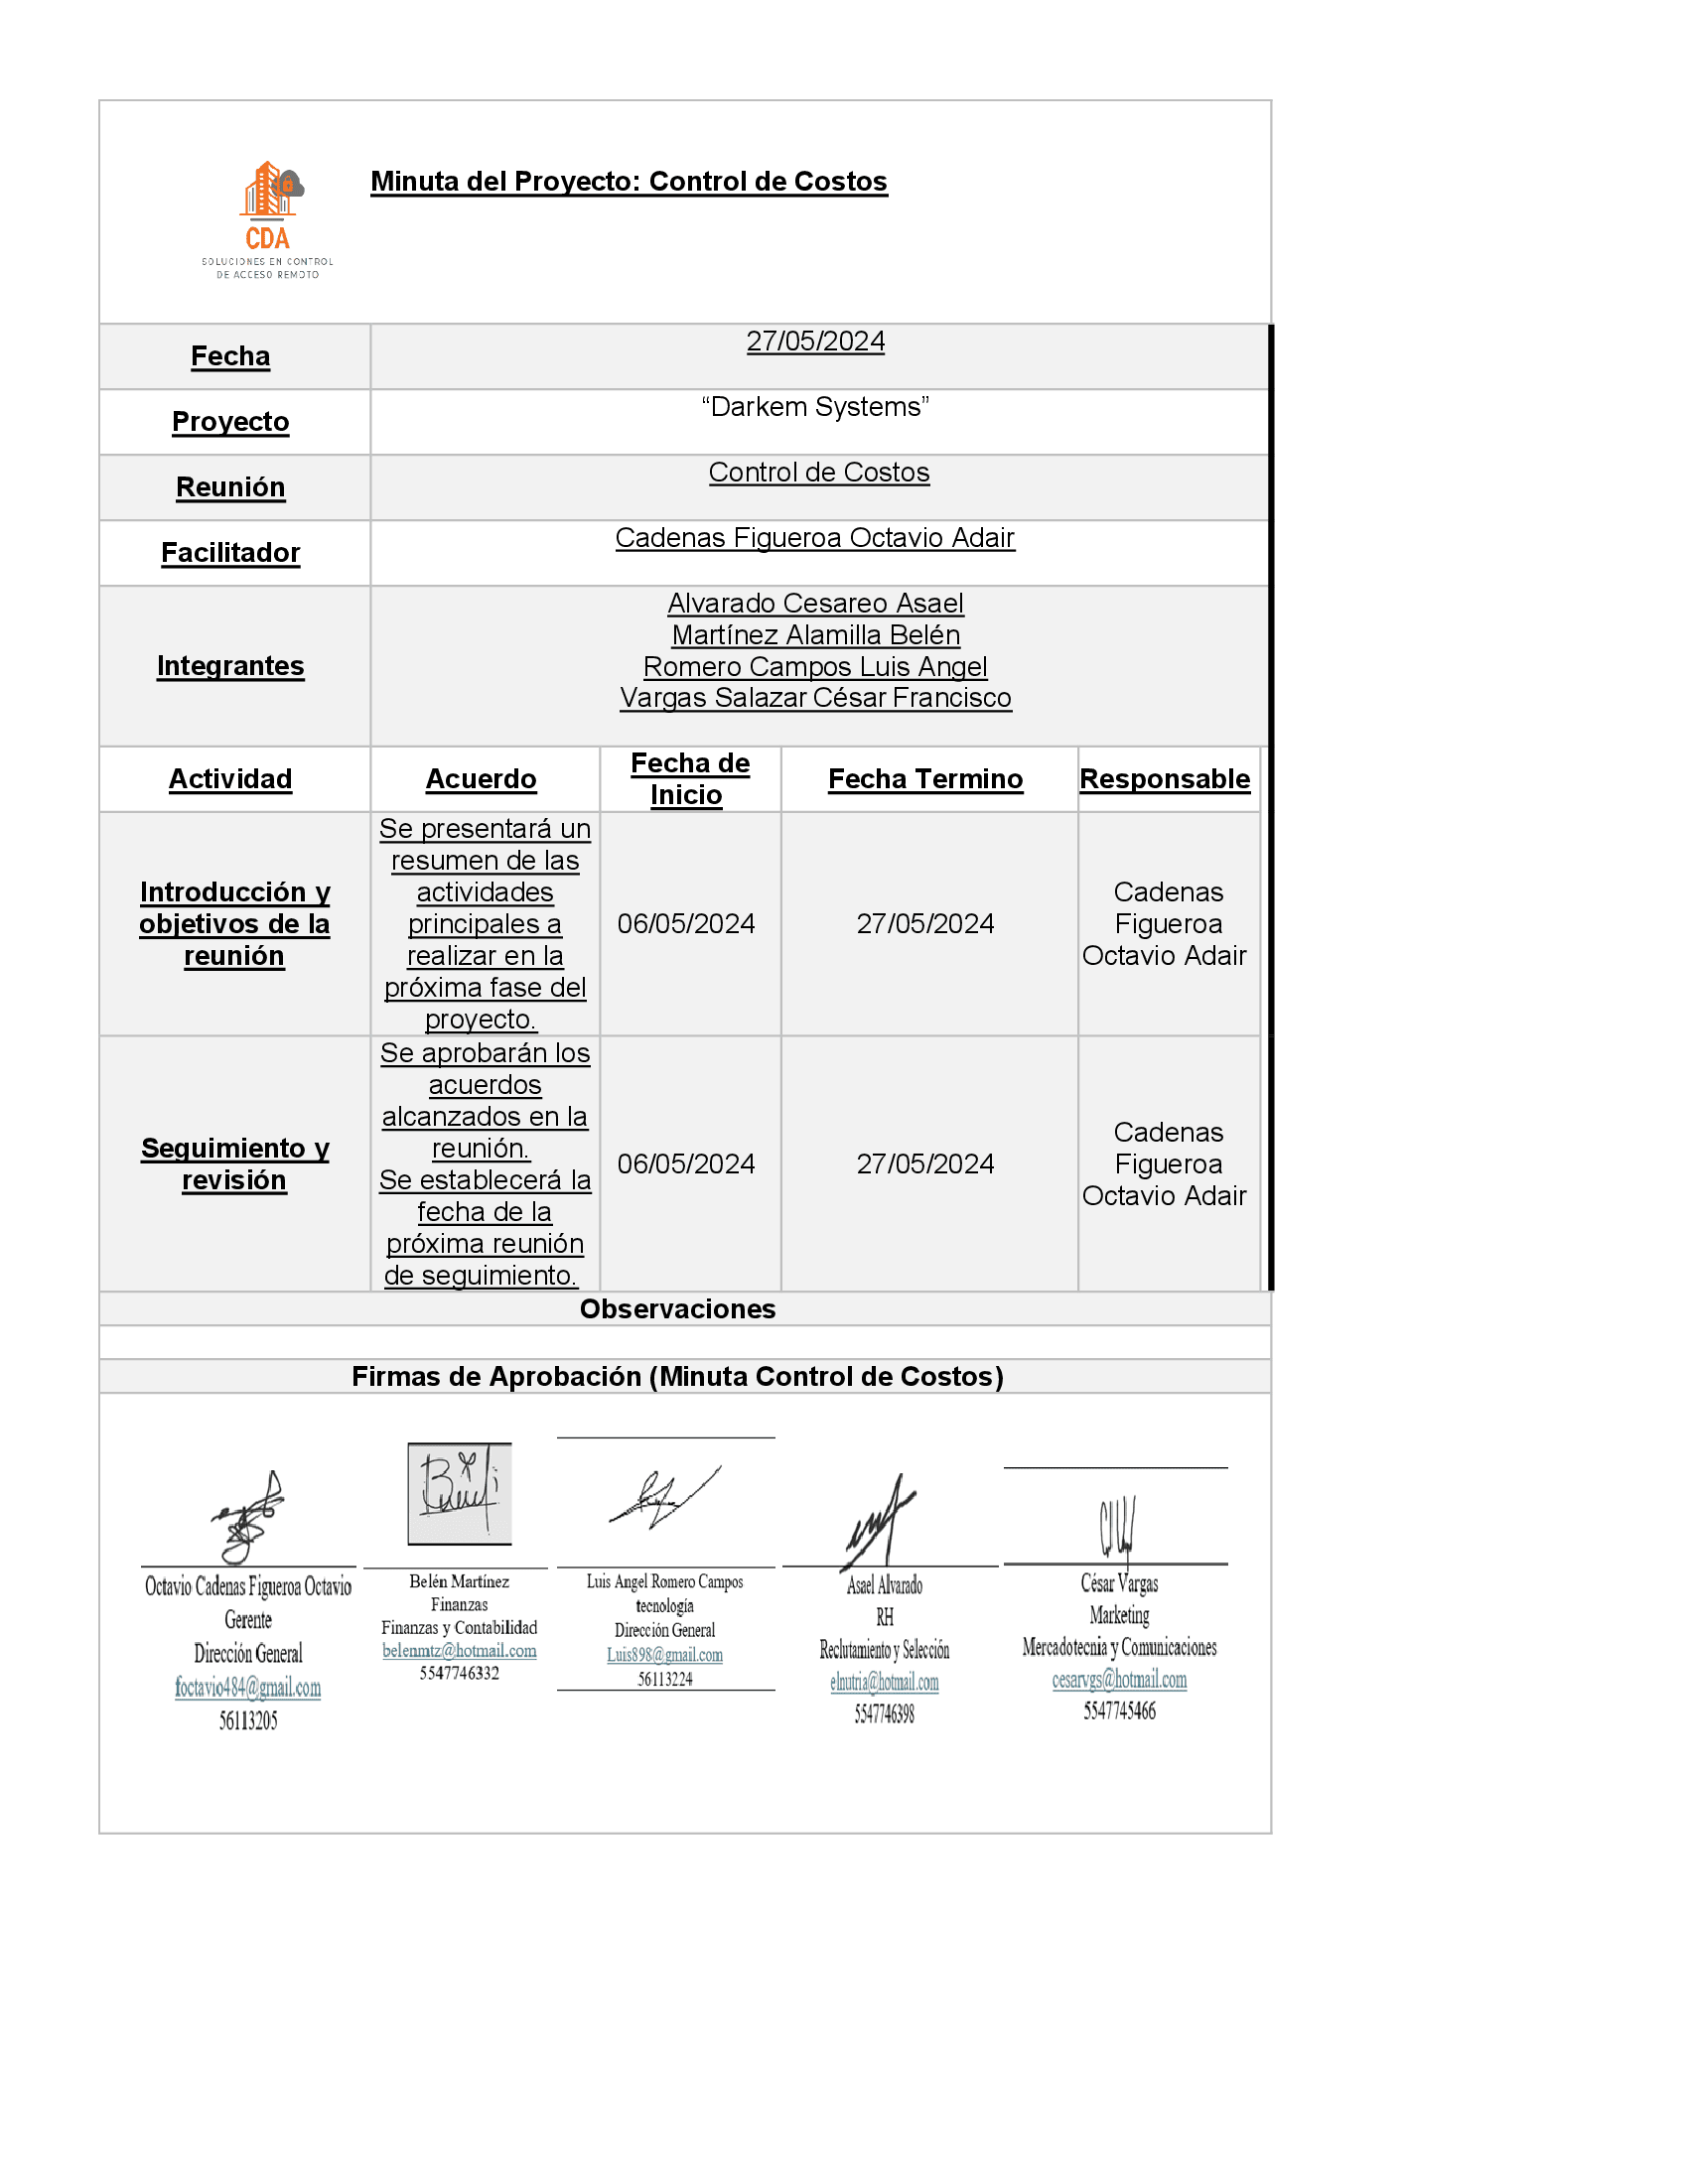 Minuta del Proyecto: Control de Costos
CDA
SOLUCIONES EN CONTROL
DE ACCESO REMOTO
Fecha
27/05/2024
Proyecto
“Darkem Systems”
Reunión
Control de Costos
Facilitador
Cadenas Figueroa Octavio Adair
Integrantes
Alvarado Cesareo Asael
Martínez Alamilla Belén
Romero Campos Luis Angel
Vargas Salazar César Francisco
Actividad
Acuerdo
Fecha de
Inicio
Fecha Termino
Responsable
Introducción y
objetivos de la
reunión
Se presentará un
resumen de las
actividades
principales a
realizar en la
próxima fase del
proyecto.
06/05/2024
27/05/2024
Cadenas
Figueroa
Octavio Adair
Seguimiento y
revisión
Se aprobarán los
acuerdos
alcanzados en la
reunión.
Se establecerá la
fecha de la
próxima reunión
de seguimiento.
06/05/2024
27/05/2024
Cadenas
Figueroa
Octavio Adair
Observaciones
Firmas de Aprobación (Minuta Control de Costos)
Octavio Cadenas Figueroa Octavio
Gerente
Dirección General
foctavio484@gmail.com
56113205
Belén Martínez
Finanzas
Finanzas y Contabilidad
belenmtz@hotmail.com
5547746332
Luis Angel Romero Campos
tecnología
Dirección General
Luis898@gmail.com
56113224
Asael Alvarado
RH
Reclutamiento y Selección
elnutria@hotmail.com
5547746398
César Vargas
Marketing
Mercadotecnia y Comunicaciones
cesarvgs@hotmail.com
5547745466